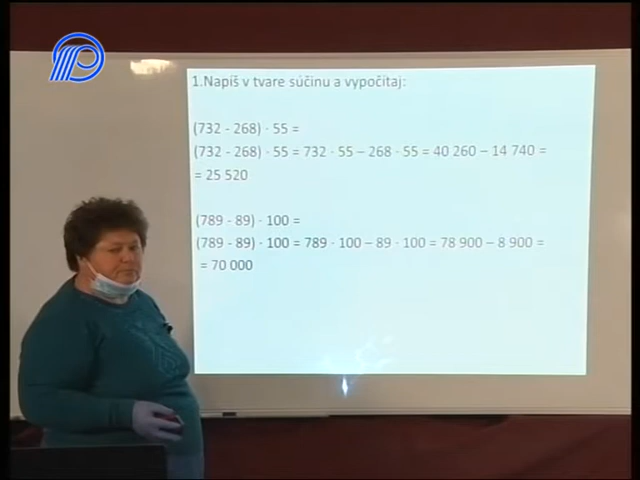 1.Napíš v tvare súčinu a vypočítaj:
(732 - 268) · 55 =
(732 - 268) · 55 = 732 · 55 – 268 · 55 = 40 260 – 14 740 =
= 25 520
(789 - 89) · 100 =
(789 - 89) · 100 = 789 · 100 – 89 · 100 = 78 900 – 8 900 =
= 70 000